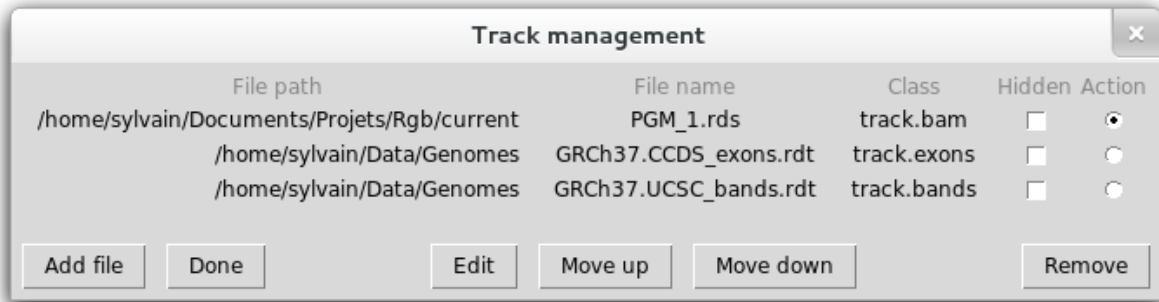 Track management
File path File name Class Hidden Action
/home/sylvain/Documents/Projets/Rgb/current PGM_1.rds track.bam
/home/sylvain/Data/Genomes GRCh37.CCDS_exons.rdt track.exons
/home/sylvain/Data/Genomes GRCh37.UCSC_bands.rdt track.bands
Add file Done Edit Move up Move down Remove